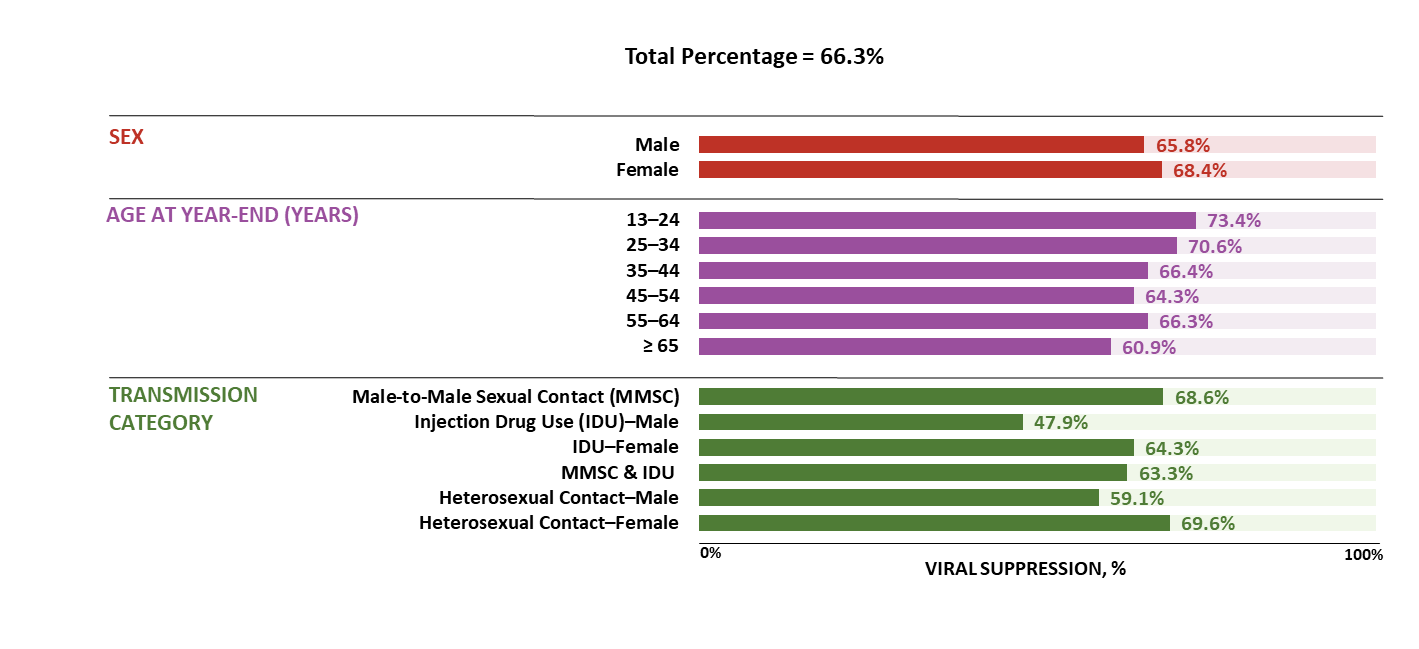 Total Percentage = 66.3%
SEX
Male 65.8%
Female 68.4%
AGE AT YEAR-END (YEARS)
13–24 73.4%
25–34 70.6%
35–44 66.4%
45–54 64.3%
55–64 66.3%
≥ 65 60.9%
TRANSMISSION
CATEGORY
Male-to-Male Sexual Contact (MMSC) 68.6%
Injection Drug Use (IDU)–Male 47.9%
IDU–Female 64.3%
MMSC & IDU 63.3%
Heterosexual Contact–Male 59.1%
Heterosexual Contact–Female 69.6%
0% 100%
VIRAL SUPPRESSION, %